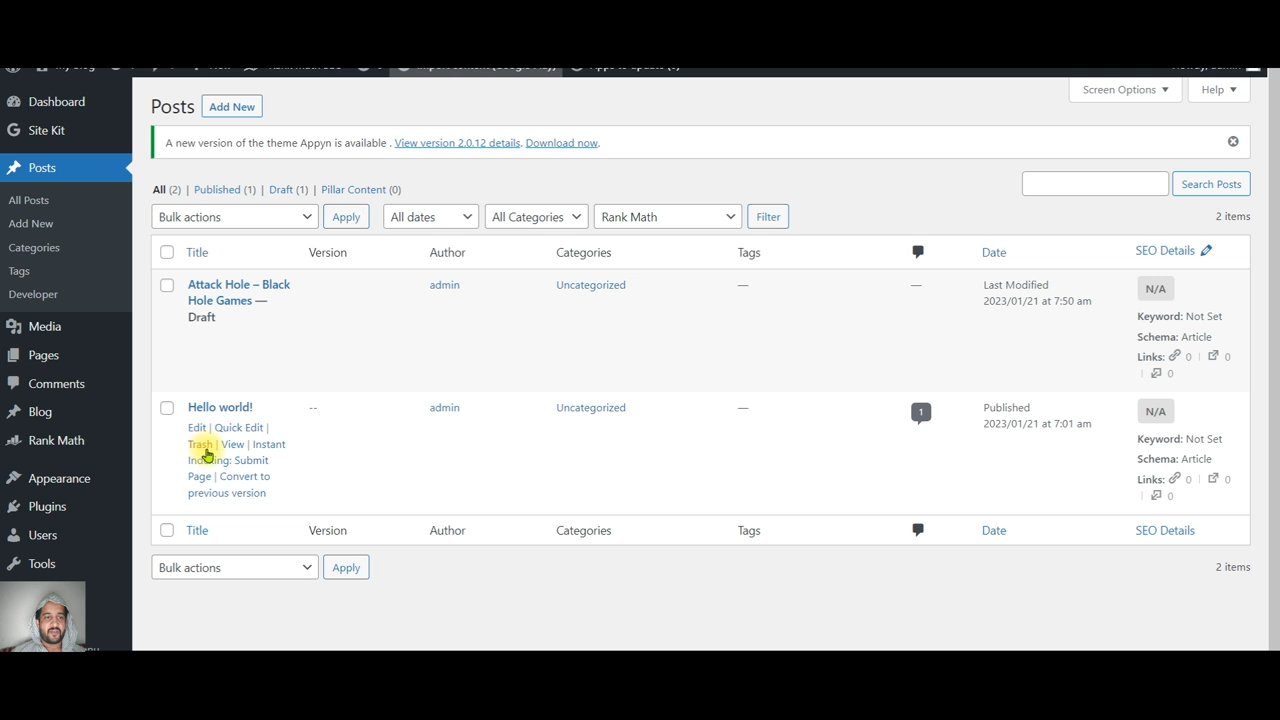 Dashboard
Site Kit
Posts
All Posts
Add New
Categories
Tags
Developer
Media
Pages
Comments
Blog
Rank Math
Appearance
Plugins
Users
Tools
Screen Options
Help
Posts Add New
A new version of the theme Appyn is available . View version 2.0.12 details. Download now.
All (2) | Published (1) | Draft (1) | Pillar Content (0)
Search Posts
Bulk actions Apply All dates All Categories Rank Math Filter 2 items
Title Version Author Categories Tags Date SEO Details
Attack Hole – Black
Hole Games —
Draft
admin
Uncategorized
—
—
Last Modified
2023/01/21 at 7:50 am
N/A
Keyword: Not Set
Schema: Article
Links: 0 | 0
| 0
Hello world!
Edit | Quick Edit |
Trash | View | Instant
Indexing: Submit
Page | Convert to
previous version
--
admin
Uncategorized
—
1
Published
2023/01/21 at 7:01 am
N/A
Keyword: Not Set
Schema: Article
Links: 0 | 0
| 0
Title Version Author Categories Tags Date SEO Details
Bulk actions Apply 2 items